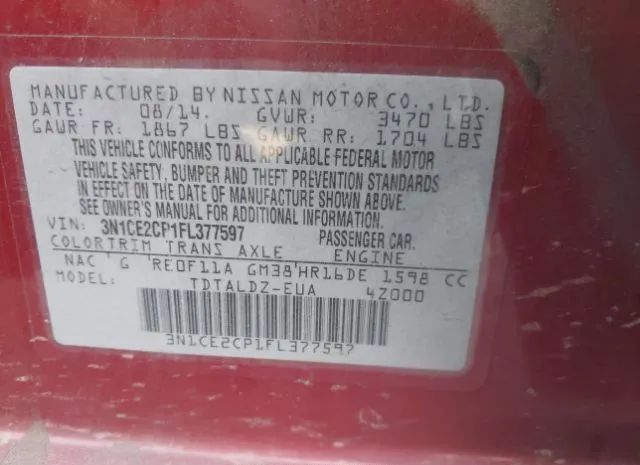 MANUFACTURED BY NISSAN MOTOR CO., LTD.
DATE: 08/14. GVWR: 3470 LBS
GAWR FR: 1867 LBS GAWR RR: 1704 LBS
THIS VEHICLE CONFORMS TO ALL APPLICABLE FEDERAL MOTOR
VEHICLE SAFETY, BUMPER AND THEFT PREVENTION STANDARDS
IN EFFECT ON THE DATE OF MANUFACTURE SHOWN ABOVE.
SEE OWNER'S MANUAL FOR ADDITIONAL INFORMATION.
VIN: 3N1CE2CP1FL377597 PASSENGER CAR.
COLOR TRIM TRANS AXLE ENGINE
NAC G RE0F11A GM38 HR16DE 1598 CC
MODEL: TDTALDZ-EUA 4Z000
3N1CE2CP1FL377597